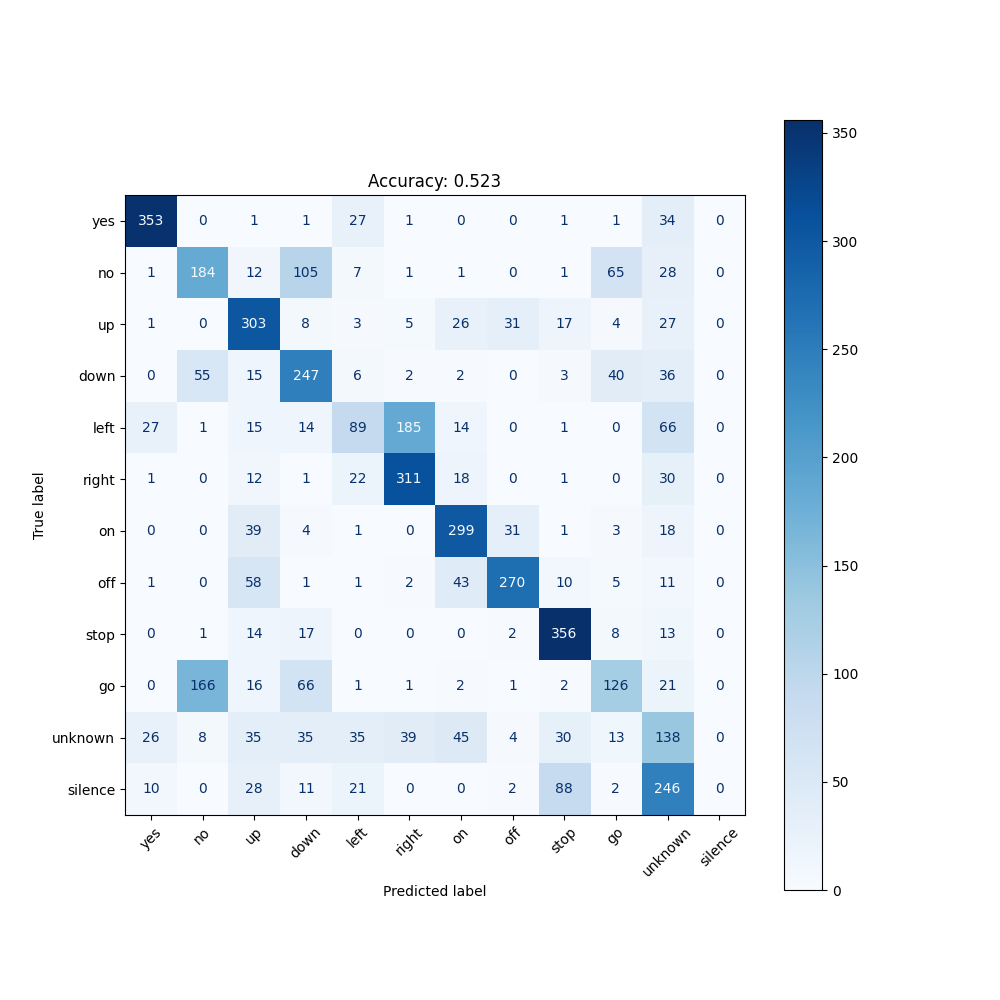 Accuracy: 0.523
yes 353 0 1 1 27 1 0 0 1 1 34 0
no 1 184 12 105 7 1 1 0 1 65 28 0
up 1 0 303 8 3 5 26 31 17 4 27 0
down 0 55 15 247 6 2 2 0 3 40 36 0
left 27 1 15 14 89 185 14 0 1 0 66 0
right 1 0 12 1 22 311 18 0 1 0 30 0
on 0 0 39 4 1 0 299 31 1 3 18 0
off 1 0 58 1 1 2 43 270 10 5 11 0
stop 0 1 14 17 0 0 0 2 356 8 13 0
go 0 166 16 66 1 1 2 1 2 126 21 0
unknown 26 8 35 35 35 39 45 4 30 13 138 0
silence 10 0 28 11 21 0 0 2 88 2 246 0
yes no up down left right on off stop go unknown silence
Predicted label
True label
350
300
250
200
150
100
50
0